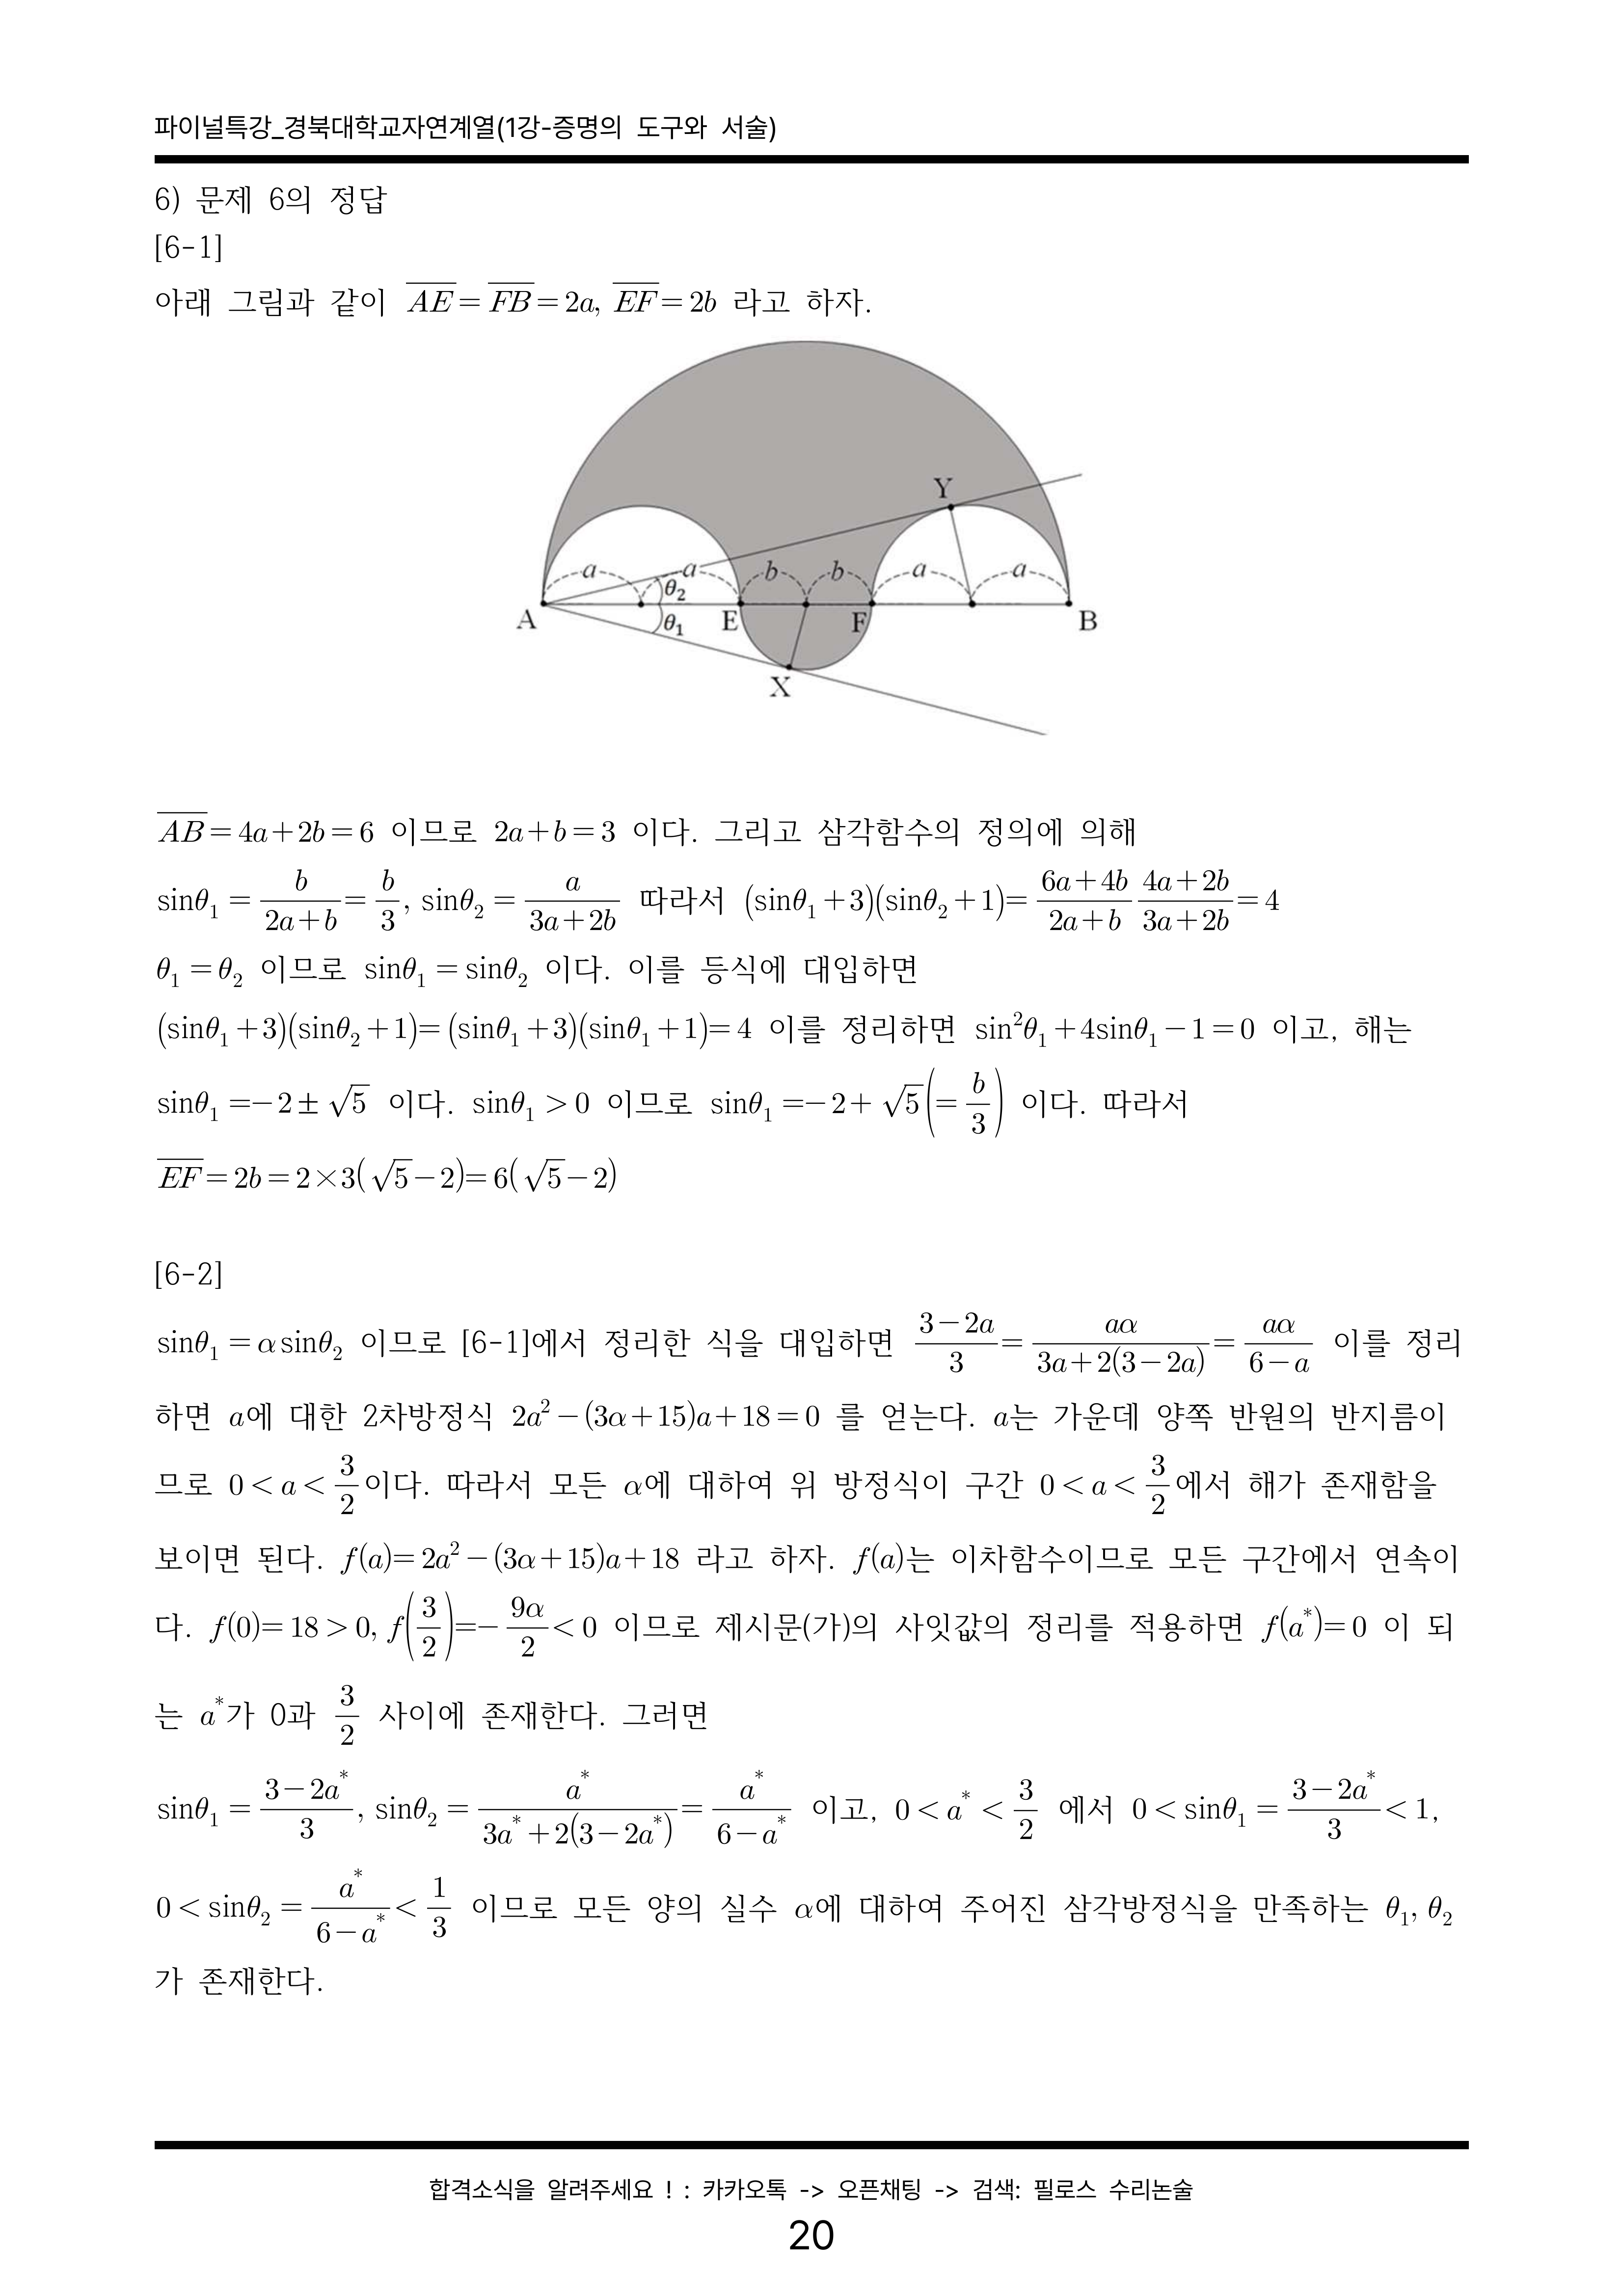 파이널특강_경북대학교자연계열(1강-증명의 도구와 서술)
6) 문제 6의 정답
[6-1]
아래 그림과 같이 $\overline{AE}=\overline{FB}=2a$, $\overline{EF}=2b$ 라고 하자.
Y
a a b b a a
θ₂
A E F B
θ₁
X
$\overline{AB}=4a+2b=6$ 이므로 $2a+b=3$ 이다. 그리고 삼각함수의 정의에 의해
$\sin\theta_1=\frac{b}{2a+b}=\frac{b}{3}$, $\sin\theta_2=\frac{a}{3a+2b}$ 따라서 $(\sin\theta_1+3)(\sin\theta_2+1)=\frac{6a+4b}{2a+b}\frac{4a+2b}{3a+2b}=4$
$\theta_1=\theta_2$ 이므로 $\sin\theta_1=\sin\theta_2$ 이다. 이를 등식에 대입하면
$(\sin\theta_1+3)(\sin\theta_2+1)=(\sin\theta_1+3)(\sin\theta_1+1)=4$ 이를 정리하면 $\sin^2\theta_1+4\sin\theta_1-1=0$ 이고, 해는
$\sin\theta_1=-2\pm\sqrt{5}$ 이다. $\sin\theta_1>0$ 이므로 $\sin\theta_1=-2+\sqrt{5}\left(=\frac{b}{3}\right)$ 이다. 따라서
$\overline{EF}=2b=2\times3(\sqrt{5}-2)=6(\sqrt{5}-2)$
[6-2]
$\sin\theta_1=\alpha\sin\theta_2$ 이므로 [6-1]에서 정리한 식을 대입하면 $\frac{3-2a}{3}=\frac{a\alpha}{3a+2(3-2a)}=\frac{a\alpha}{6-a}$ 이를 정리
하면 $a$에 대한 2차방정식 $2a^2-(3\alpha+15)a+18=0$ 를 얻는다. $a$는 가운데 양쪽 반원의 반지름이
므로 $0<a<\frac{3}{2}$이다. 따라서 모든 $\alpha$에 대하여 위 방정식이 구간 $0<a<\frac{3}{2}$에서 해가 존재함을
보이면 된다. $f(a)=2a^2-(3\alpha+15)a+18$ 라고 하자. $f(a)$는 이차함수이므로 모든 구간에서 연속이
다. $f(0)=18>0$, $f\left(\frac{3}{2}\right)=-\frac{9\alpha}{2}<0$ 이므로 제시문(가)의 사잇값의 정리를 적용하면 $f(a^*)=0$ 이 되
는 $a^*$가 0과 $\frac{3}{2}$ 사이에 존재한다. 그러면
$\sin\theta_1=\frac{3-2a^*}{3}$, $\sin\theta_2=\frac{a^*}{3a^*+2(3-2a^*)}=\frac{a^*}{6-a^*}$ 이고, $0<a^*<\frac{3}{2}$ 에서 $0<\sin\theta_1=\frac{3-2a^*}{3}<1$,
$0<\sin\theta_2=\frac{a^*}{6-a^*}<\frac{1}{3}$ 이므로 모든 양의 실수 $\alpha$에 대하여 주어진 삼각방정식을 만족하는 $\theta_1$, $\theta_2$
가 존재한다.
합격소식을 알려주세요 ! : 카카오톡 -> 오픈채팅 -> 검색: 필로스 수리논술
20